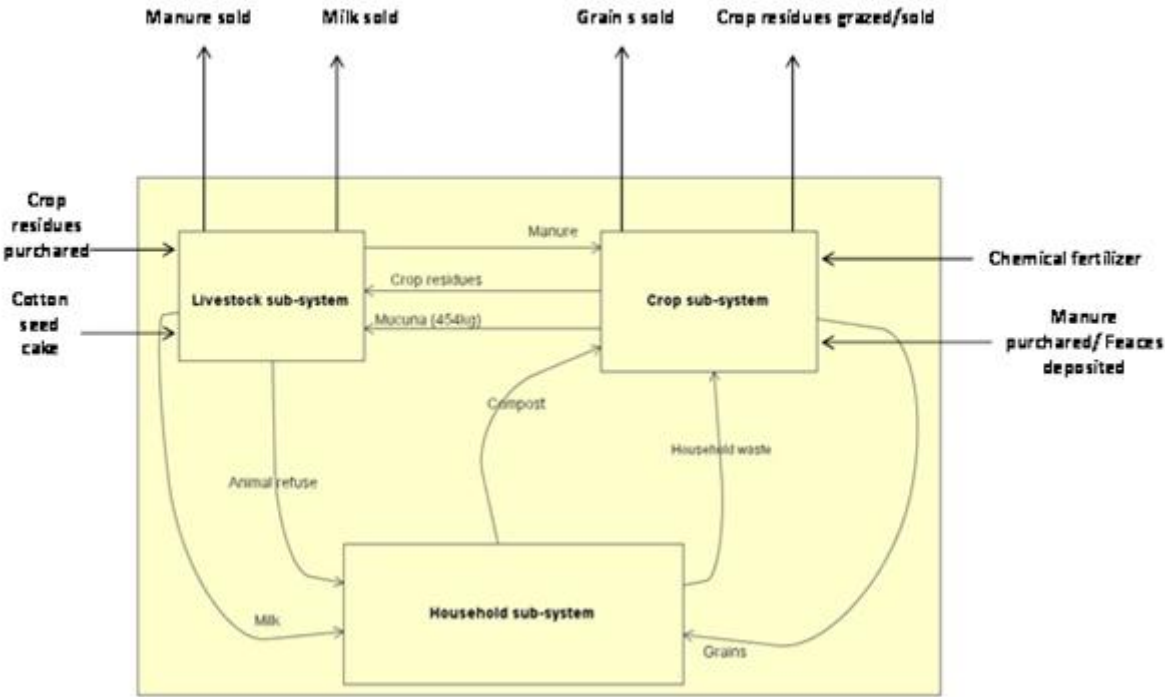 Manure sold
Milk sold
Grain s sold
Crop residues grazed/sold
Crop
residues
purchared
Manure
Chemical fertilizer
Crop residues
Livestock sub-system
Crop sub-system
Cotton
seed
cake
Mucuna (454kg)
Manure
purchared/ Feaces
deposited
Compost
Household waste
Animal refuse
Household sub-system
Milk
Grains